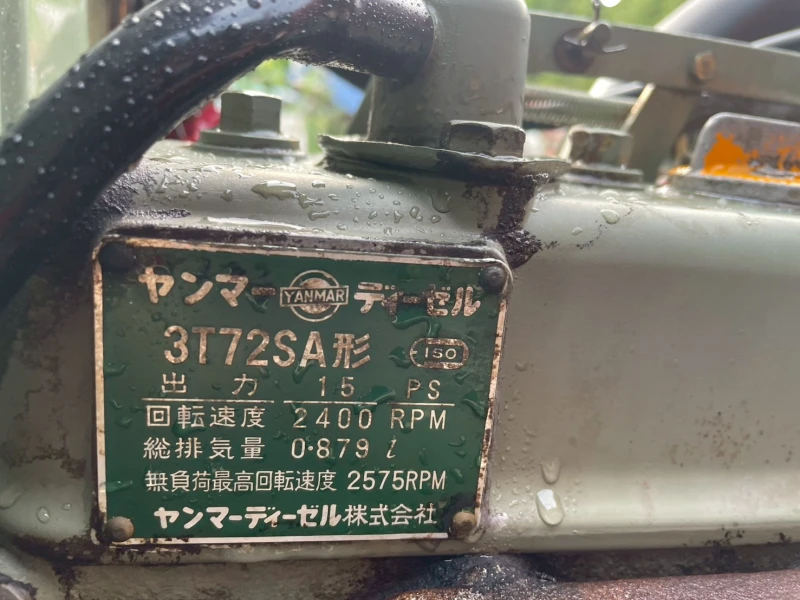 ヤンマー YANMAR ディーゼル
3T72SA形 ISO
出力 15 PS
回転速度 2400 RPM
総排気量 0.879 ℓ
無負荷最高回転速度 2575RPM
ヤンマーディーゼル株式会社